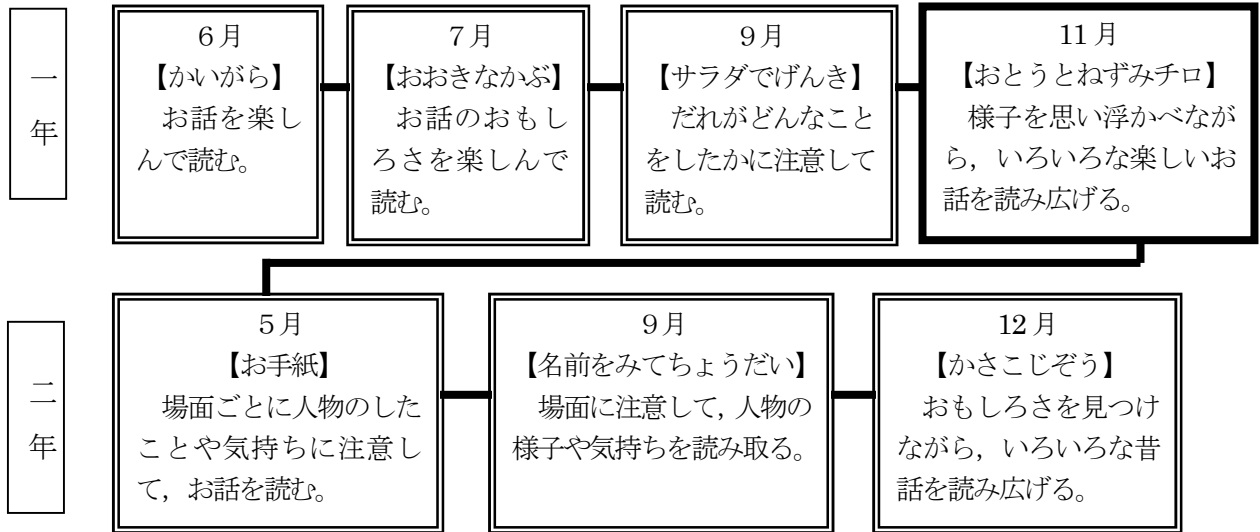 一年
6月
【かいがら】
お話を楽し
んで読む。
7月
【おおきなかぶ】
お話のおもし
ろさを楽しんで
読む。
9月
【サラダでげんき】
だれがどんなこと
をしたかに注意して
読む。
11月
【おとうとねずみチロ】
様子を思い浮かべなが
ら，いろいろな楽しいお
話を読み広げる。
二年
5月
【お手紙】
場面ごとに人物のした
ことや気持ちに注意し
て，お話を読む。
9月
【名前をみてちょうだい】
場面に注意して，人物の
様子や気持ちを読み取る。
12月
【かさこじぞう】
おもしろさを見つけ
ながら，いろいろな昔
話を読み広げる。